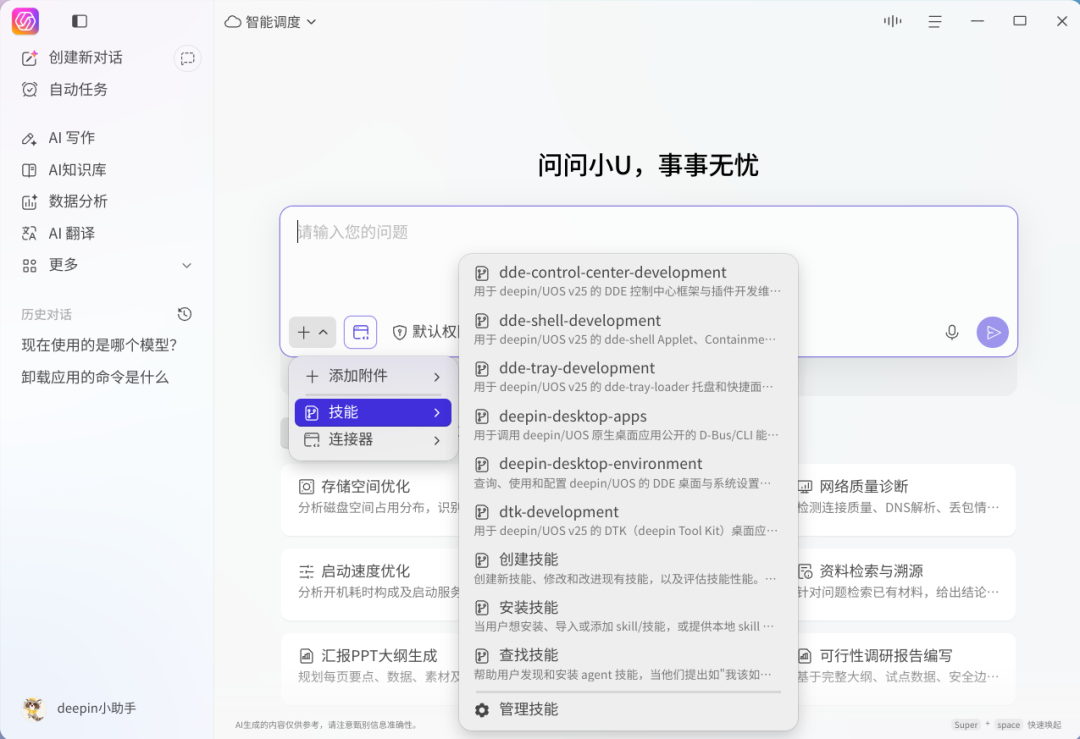 智能调度
创建新对话
自动任务
AI 写作
AI知识库
数据分析
AI 翻译
更多
历史对话
现在使用的是哪个模型？
卸载应用的命令是什么
deepin小助手
问问小U，事事无忧
请输入您的问题
默认权
添加附件
技能
连接器
dde-control-center-development
用于 deepin/UOS v25 的 DDE 控制中心框架与插件开发维…
dde-shell-development
用于 deepin/UOS v25 的 dde-shell Applet、Containme…
dde-tray-development
用于 deepin/UOS v25 的 dde-tray-loader 托盘和快捷面…
deepin-desktop-apps
用于调用 deepin/UOS 原生桌面应用公开的 D-Bus/CLI 能…
deepin-desktop-environment
查询、使用和配置 deepin/UOS 的 DDE 桌面与系统设置…
dtk-development
用于 deepin/UOS v25 的 DTK（deepin Tool Kit）桌面应…
创建技能
创建新技能、修改和改进现有技能，以及评估技能性能。…
安装技能
当用户想安装、导入或添加 skill/技能，或提供本地 skill …
查找技能
帮助用户发现和安装 agent 技能，当他们提出如"我该如…
管理技能
存储空间优化
分析磁盘空间占用分布，识别
网络质量诊断
检测连接质量、DNS解析、丢包情…
启动速度优化
分析开机耗时构成及启动服务
资料检索与溯源
针对问题检索已有材料，给出结论…
汇报PPT大纲生成
规划每页要点、数据、素材及
可行性调研报告编写
基于完整大纲、试点数据、安全边…
AI生成的内容仅供参考，请注意甄别信息准确性。
Super + space 快速唤起